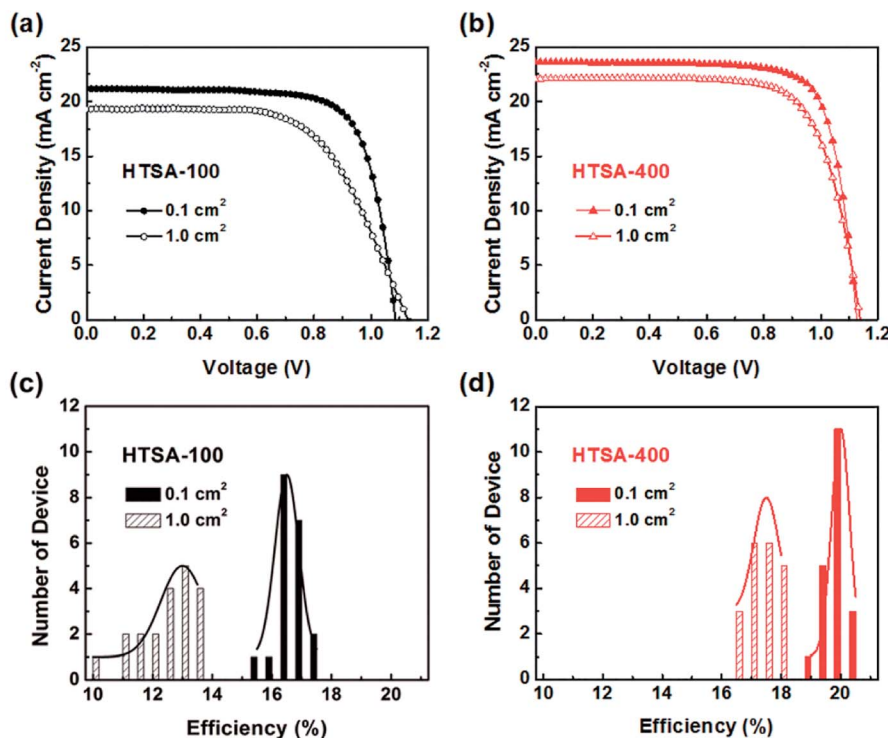 (a)
25
20
15
10
5
0
Current Density (mA cm⁻²)
HTSA-100
0.1 cm²
1.0 cm²
0.0 0.2 0.4 0.6 0.8 1.0 1.2
Voltage (V)
(b)
25
20
15
10
5
0
Current Density (mA cm⁻²)
HTSA-400
0.1 cm²
1.0 cm²
0.0 0.2 0.4 0.6 0.8 1.0 1.2
Voltage (V)
(c)
12
10
8
6
4
2
0
Number of Device
HTSA-100
0.1 cm²
1.0 cm²
10 12 14 16 18 20
Efficiency (%)
(d)
12
10
8
6
4
2
0
Number of Device
HTSA-400
0.1 cm²
1.0 cm²
10 12 14 16 18 20
Efficiency (%)